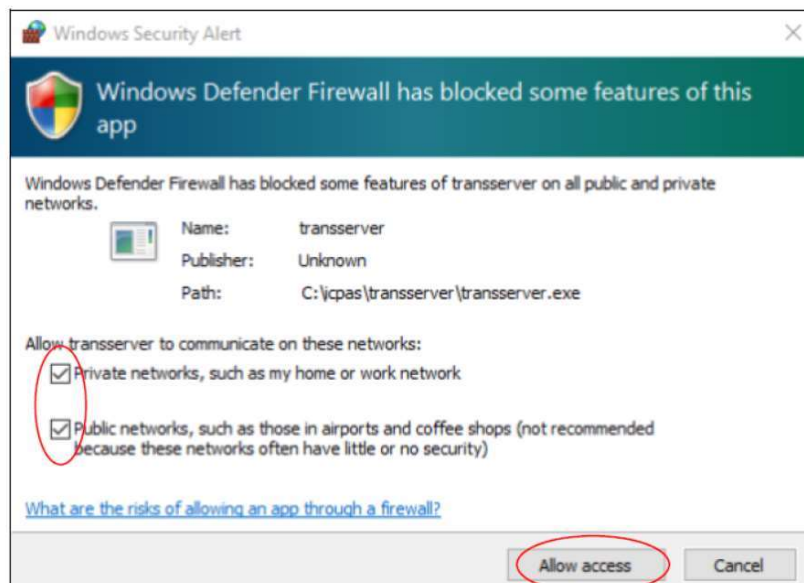 Windows Security Alert
Windows Defender Firewall has blocked some features of this
app
Windows Defender Firewall has blocked some features of transserver on all public and private
networks.
Name: transserver
Publisher: Unknown
Path: C:\icpas\transserver\transserver.exe
Allow transserver to communicate on these networks:
Private networks, such as my home or work network
Public networks, such as those in airports and coffee shops (not recommended
because these networks often have little or no security)
What are the risks of allowing an app through a firewall?
Allow access Cancel